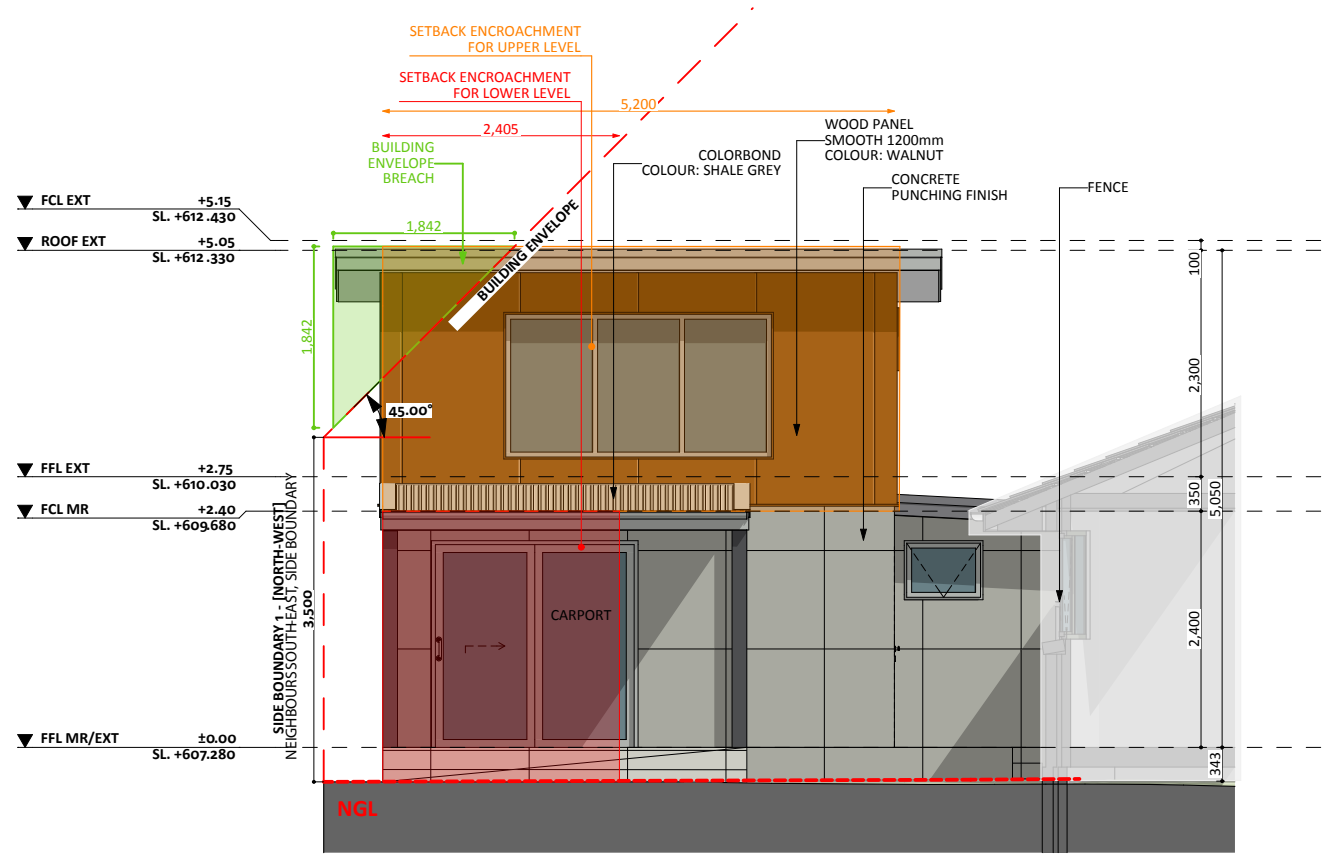 SETBACK ENCROACHMENT
FOR UPPER LEVEL
SETBACK ENCROACHMENT
FOR LOWER LEVEL
5,200
2,405
BUILDING
ENVELOPE
BREACH
COLORBOND
COLOUR: SHALE GREY
WOOD PANEL
SMOOTH 1200mm
COLOUR: WALNUT
CONCRETE
PUNCHING FINISH
FENCE
FCL EXT +5.15
SL. +612.430
ROOF EXT +5.05
SL. +612.330
1,842
1,842
BUILDING ENVELOPE
45.00°
100
2,300
FFL EXT +2.75
SL. +610.030
FCL MR +2.40
SL. +609.680
350
5,050
SIDE BOUNDARY 1 - [NORTH-WEST]
NEIGHBOURSSOUTH-EAST, SIDE BOUNDARY
3,500
CARPORT
2,400
FFL MR/EXT ±0.00
SL. +607.280
343
NGL